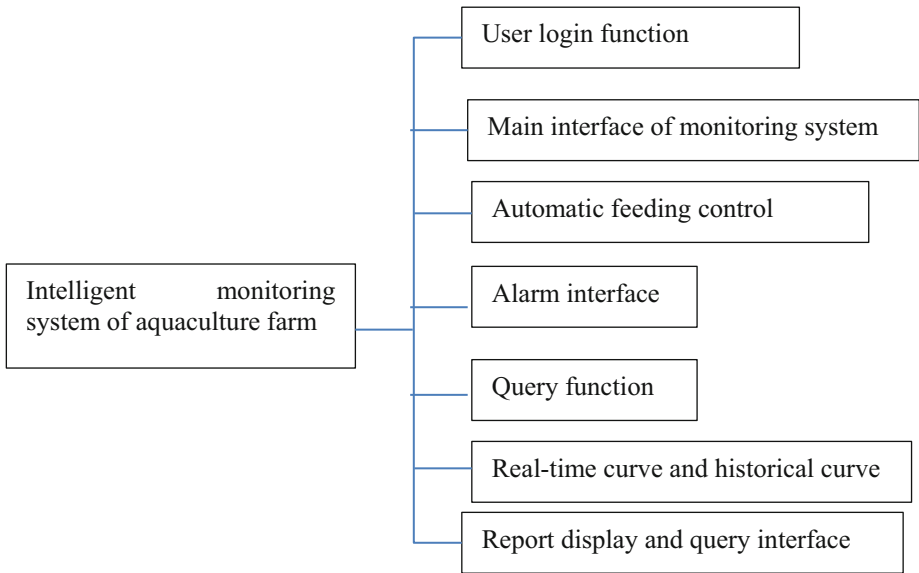 User login function
Main interface of monitoring system
Automatic feeding control
Intelligent monitoring
system of aquaculture farm
Alarm interface
Query function
Real-time curve and historical curve
Report display and query interface